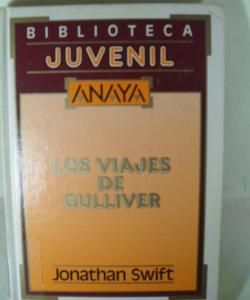 BIBLIOTECA
JUVENIL
ANAYA
LOS VIAJES
DE
GULLIVER
Jonathan Swift